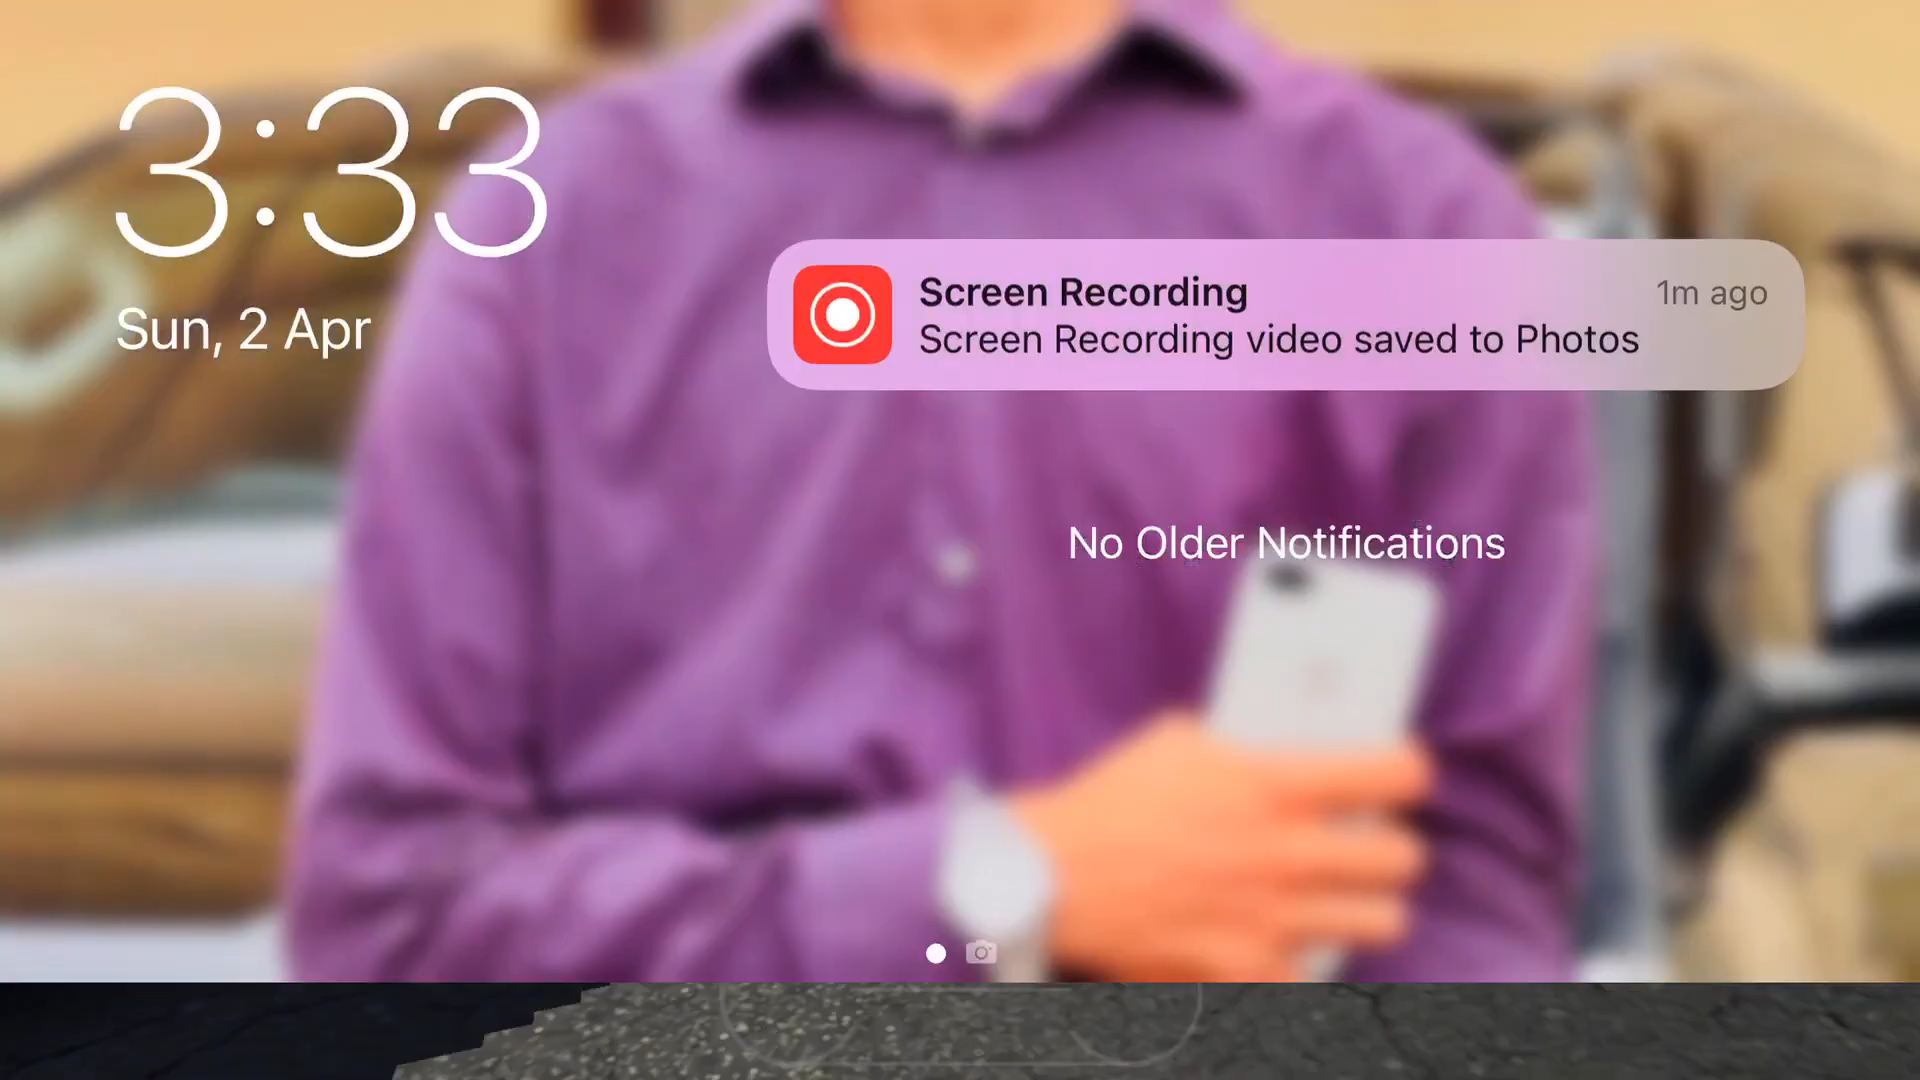 3:33
Sun, 2 Apr
Screen Recording
1m ago
Screen Recording video saved to Photos
No Older Notifications